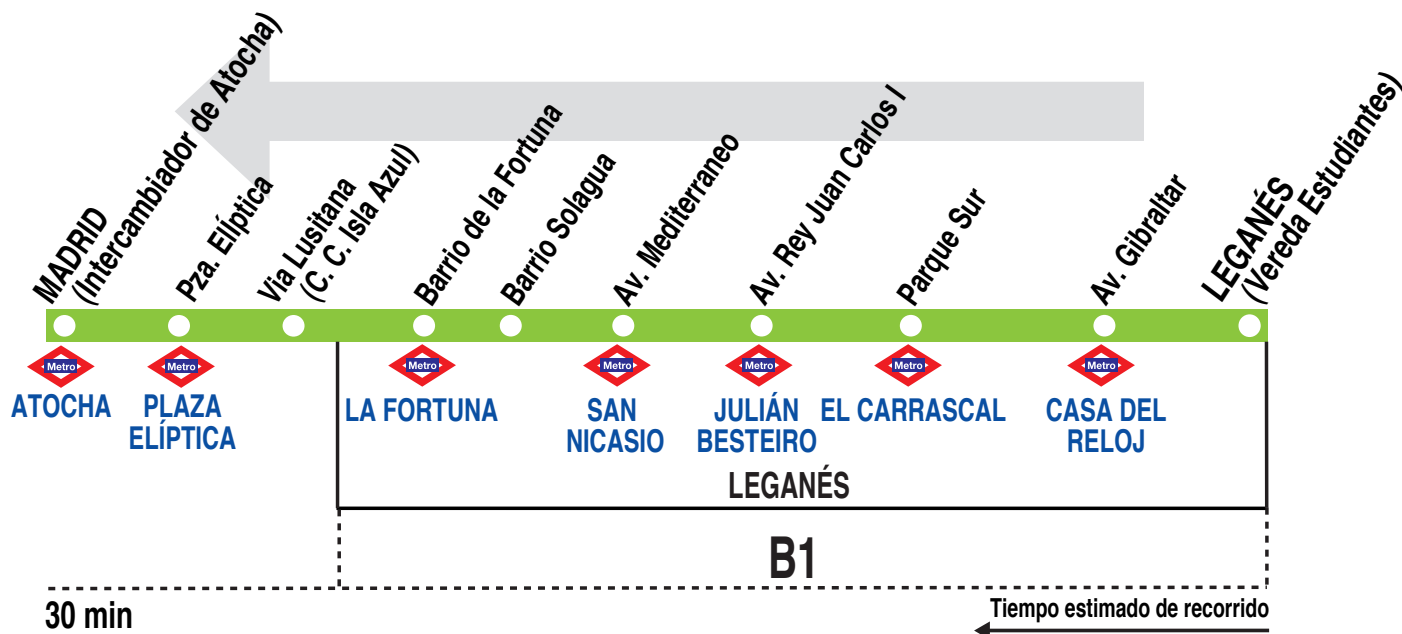 MADRID
(Intercambiador de Atocha)
Pza. Elíptica
Via Lusitana
(C. C. Isla Azul)
Barrio de la Fortuna
Barrio Solagua
Av. Mediterraneo
Av. Rey Juan Carlos I
Parque Sur
Av. Gibraltar
LEGANÉS
(Vereda Estudiantes)
Metro
Metro
Metro
Metro
Metro
Metro
Metro
ATOCHA
PLAZA
ELÍPTICA
LA FORTUNA
SAN
NICASIO
JULIÁN
BESTEIRO
EL CARRASCAL
CASA DEL
RELOJ
LEGANÉS
B1
30 min
Tiempo estimado de recorrido